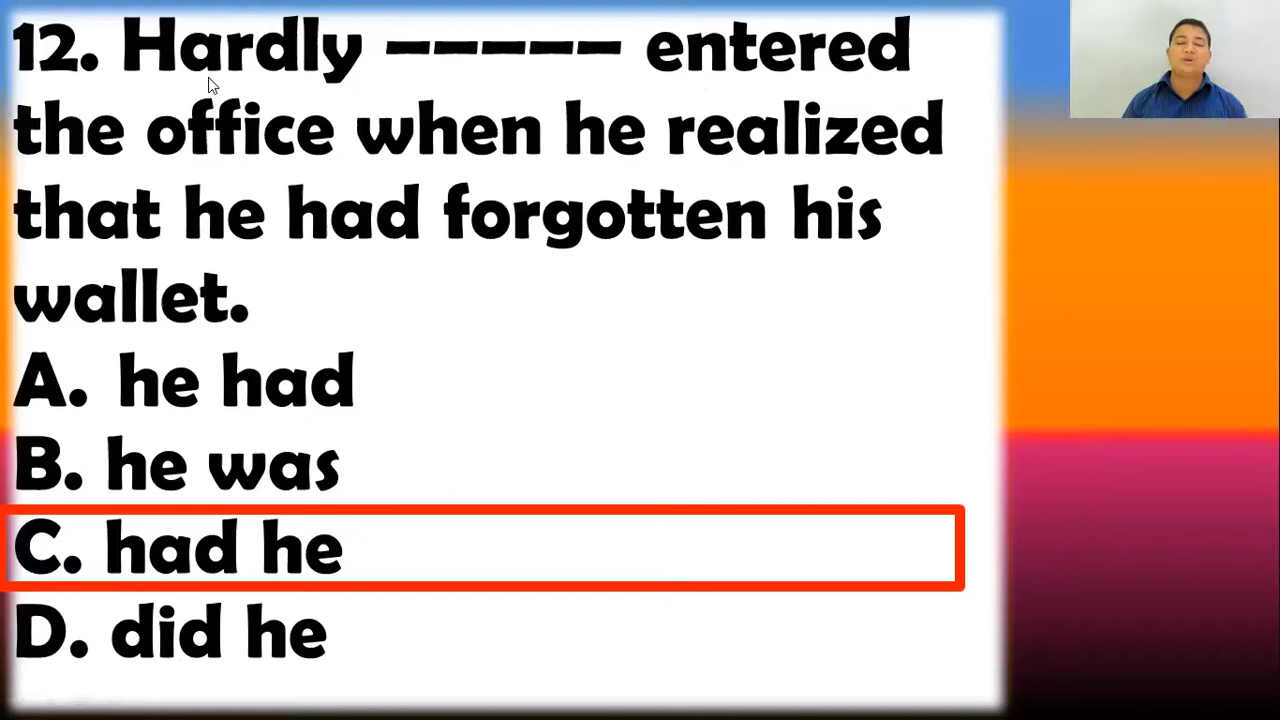 12. Hardly ––––– entered
the office when he realized
that he had forgotten his
wallet.
A. he had
B. he was
C. had he
D. did he